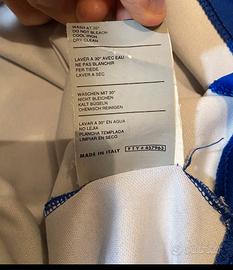 WASH AT 30°
DO NOT BLEACH
COOL IRON
DRY CLEAN
LAVER A 30° AVEC EAU
NE PAS BLANCHIR
FER TIEDE
LAVER A SEC
WASCHEN MIT 30°
NICHT BLEICHEN
KALT BÜGELN
CHEMISCH REINIGEN
LAVAR A 30° EN AGUA
NO LEJIA
PLANCHA TEMPLADA
LIMPIAR EN SECO
MADE IN ITALY
subito